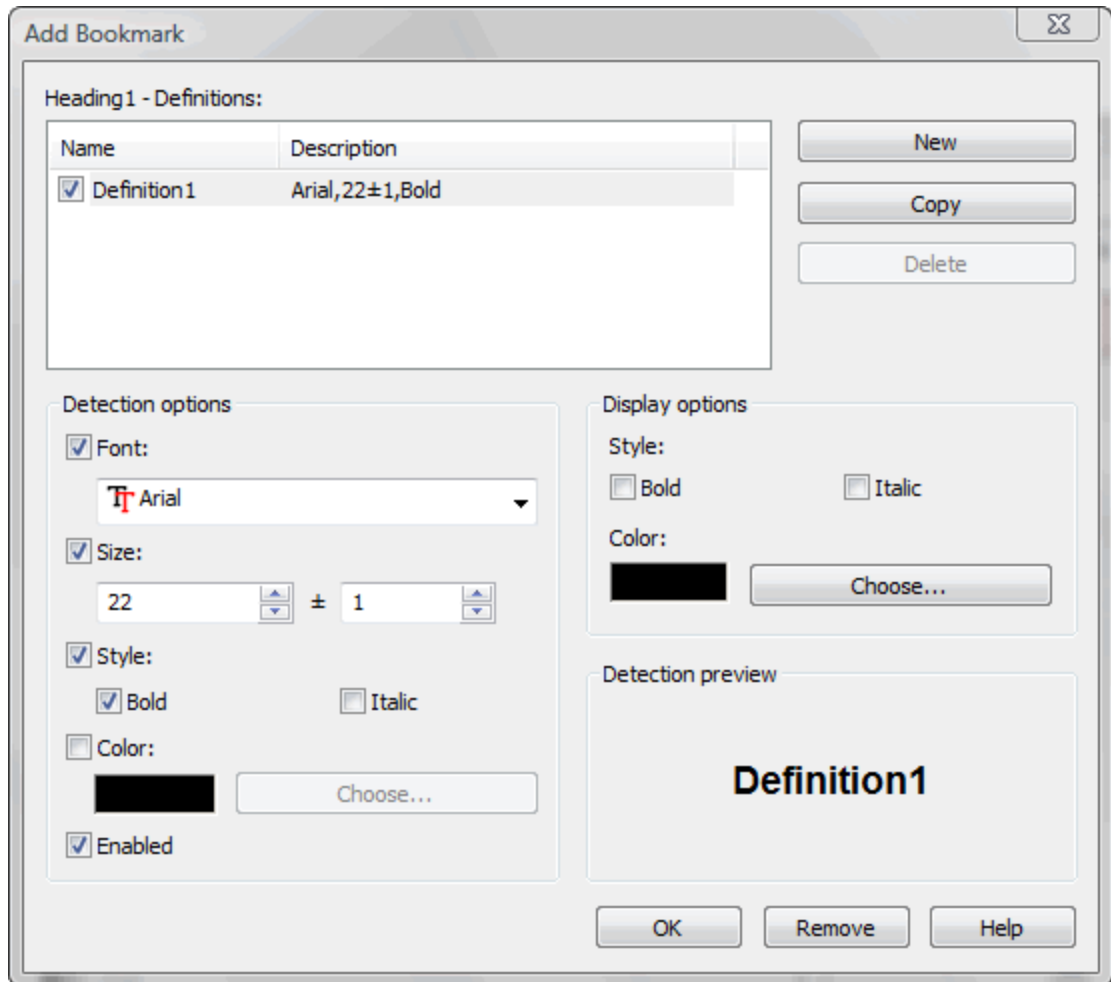 Add Bookmark
Heading1 - Definitions:
Name Description
Definition1 Arial,22±1,Bold
New
Copy
Delete
Detection options
Font:
Arial
Size:
22 ± 1
Style:
Bold Italic
Color:
Choose...
Enabled
Display options
Style:
Bold Italic
Color:
Choose...
Detection preview
Definition1
OK Remove Help